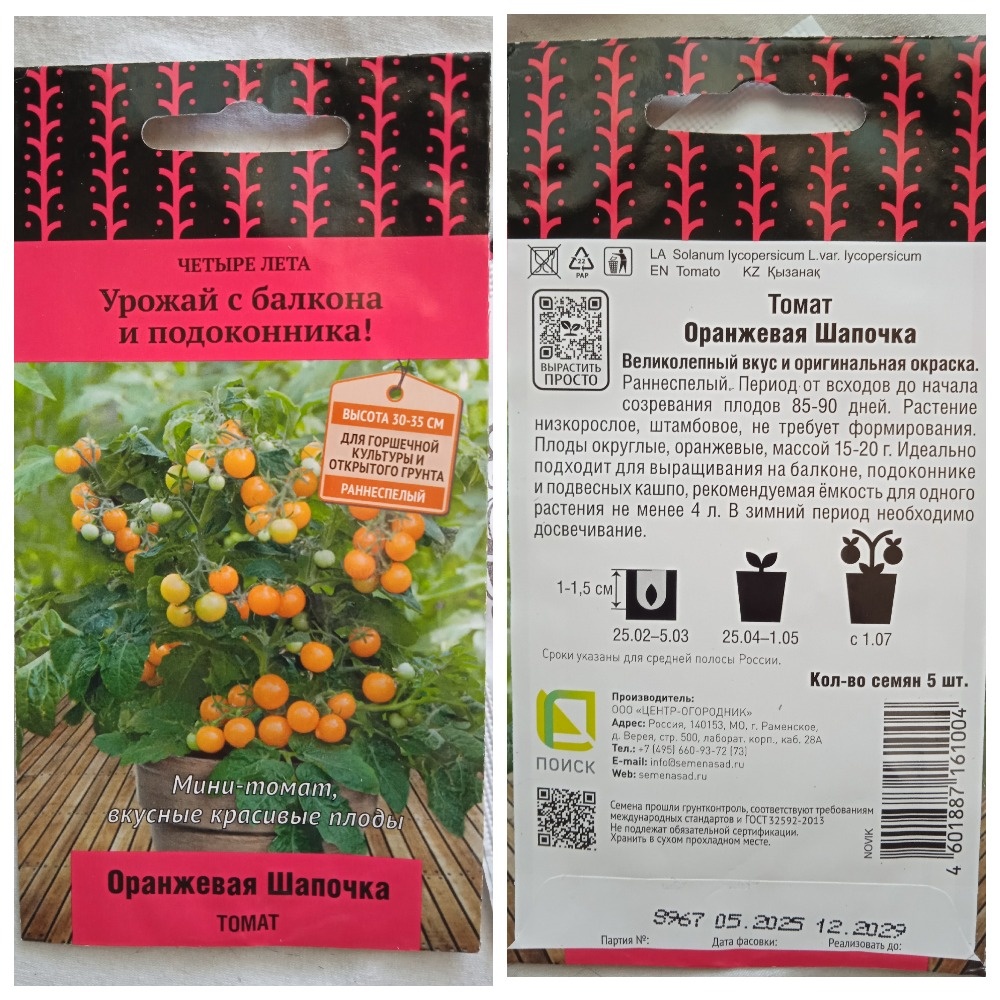 ЧЕТЫРЕ ЛЕТА
Урожай с балкона
и подоконника!
ВЫСОТА 30-35 СМ
ДЛЯ ГОРШЕЧНОЙ
КУЛЬТУРЫ И
ОТКРЫТОГО ГРУНТА
РАННЕСПЕЛЫЙ
Мини-томат,
вкусные красивые плоды
Оранжевая Шапочка
ТОМАТ
22
PAP
LA Solanum lycopersicum L.var. lycopersicum
EN Tomato KZ Қызанақ
ВЫРАСТИТЬ
ПРОСТО
Томат
Оранжевая Шапочка
Великолепный вкус и оригинальная окраска.
Раннеспелый. Период от всходов до начала
созревания плодов 85-90 дней. Растение
низкорослое, штамбовое, не требует формирования.
Плоды округлые, оранжевые, массой 15-20 г. Идеально
подходит для выращивания на балконе, подоконнике
и подвесных кашпо, рекомендуемая ёмкость для одного
растения не менее 4 л. В зимний период необходимо
досвечивание.
1-1,5 см
25.02–5.03
25.04–1.05
с 1.07
Сроки указаны для средней полосы России.
Кол-во семян 5 шт.
ПОИСК
Производитель:
ООО «ЦЕНТР-ОГОРОДНИК»
Адрес: Россия, 140153, МО, г. Раменское,
д. Верея, стр. 500, лаборат. корп., каб. 28А
Тел.: +7 (495) 660-93-72 (73)
E-mail: info@semenasad.ru
Web: semenasad.ru
Семена прошли грунтконтроль, соответствуют требованиям
международных стандартов и ГОСТ 32592-2013
Не подлежат обязательной сертификации.
Хранить в сухом прохладном месте.
NOVIK
4 601887 161004
8967 05.2025 12.2029
Партия №: Дата фасовки: Реализовать до: